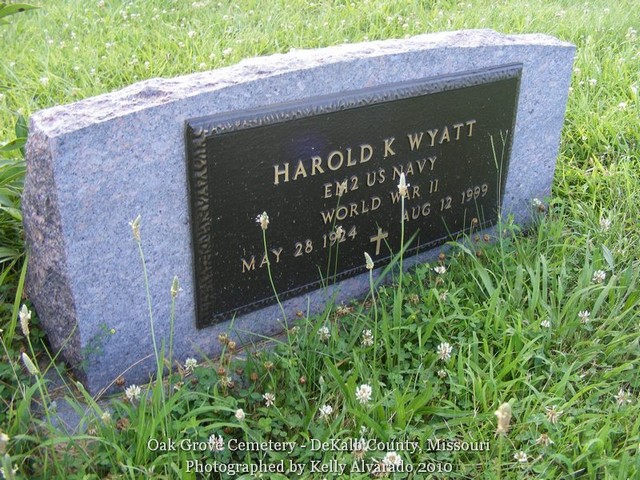 HAROLD K WYATT
EM2 US NAVY
WORLD WAR II
MAY 28 1924 AUG 12 1999
Oak Grove Cemetery - DeKalb County, Missouri
Photographed by Kelly Alvarado 2010